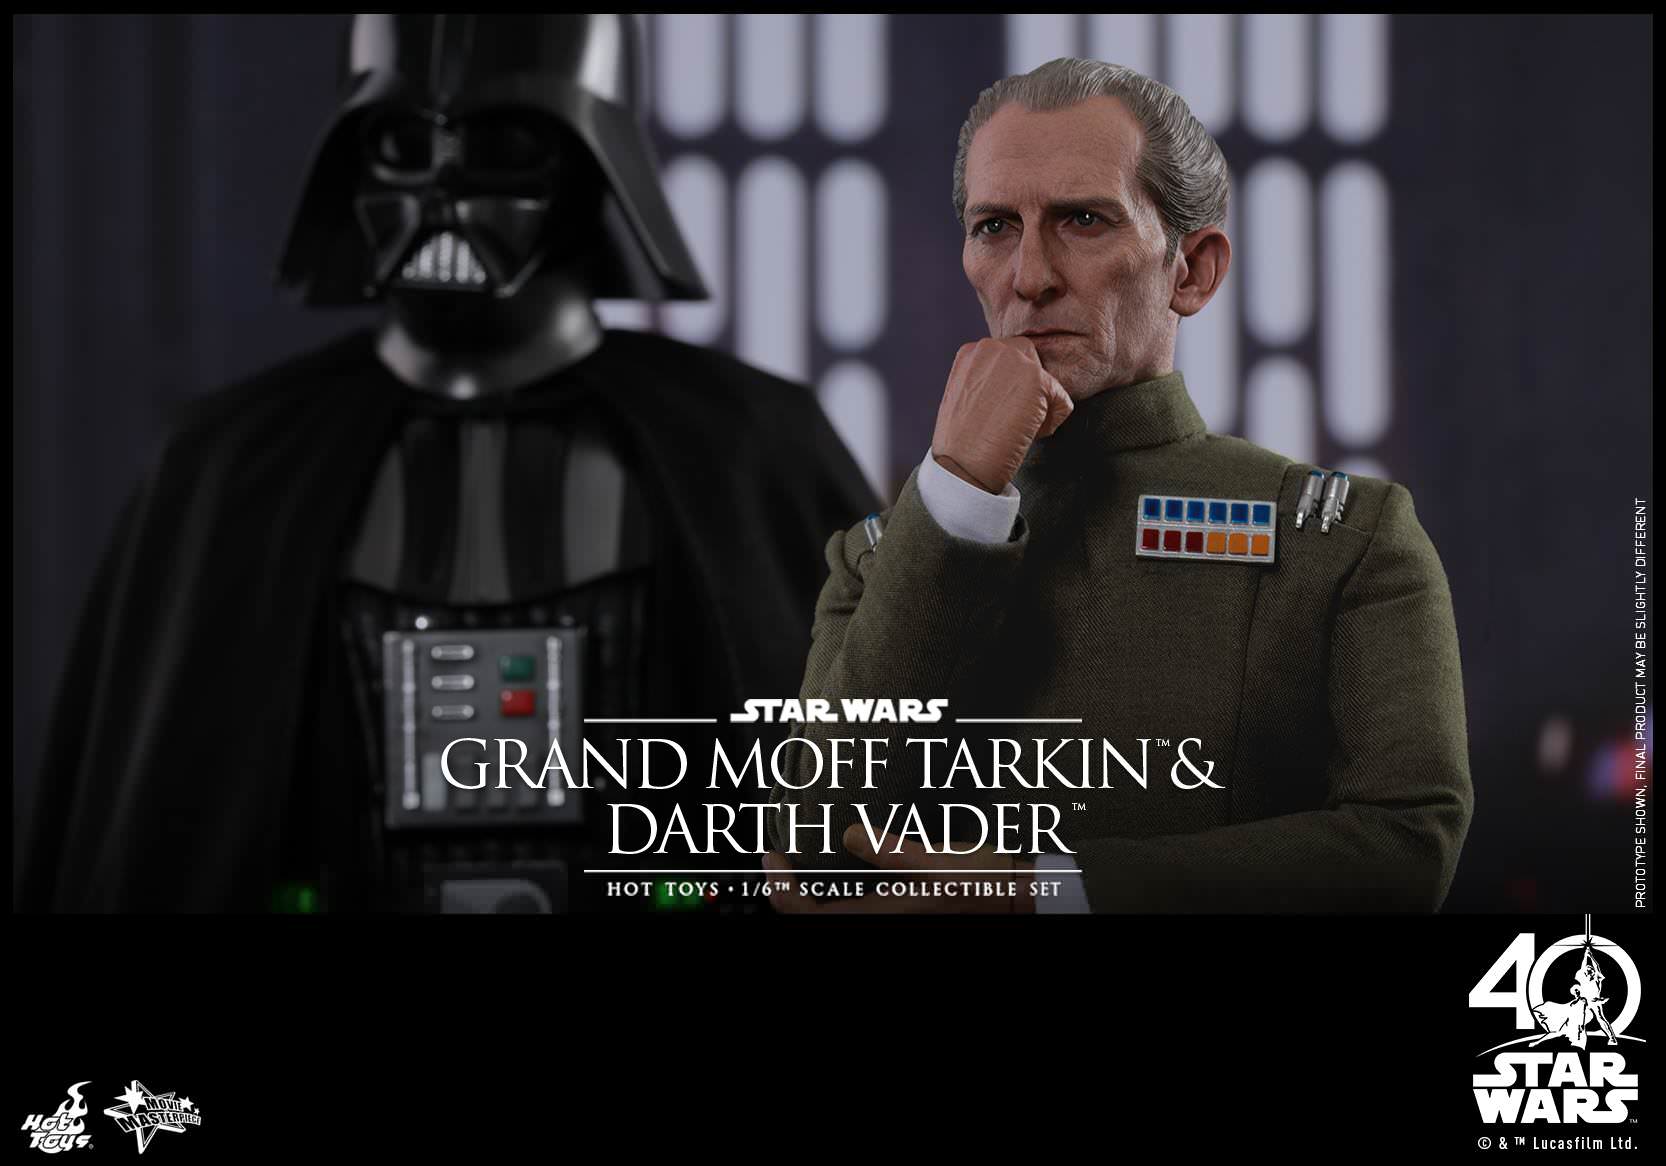 STAR WARS
GRAND MOFF TARKIN™ &
DARTH VADER™
HOT TOYS • 1/6TH SCALE COLLECTIBLE SET
PROTOTYPE SHOWN, FINAL PRODUCT MAY BE SLIGHTLY DIFFERENT
40
STAR
WARS™
© & ™ Lucasfilm Ltd.
Hot
Toys
MOVIE
MASTERPIECE